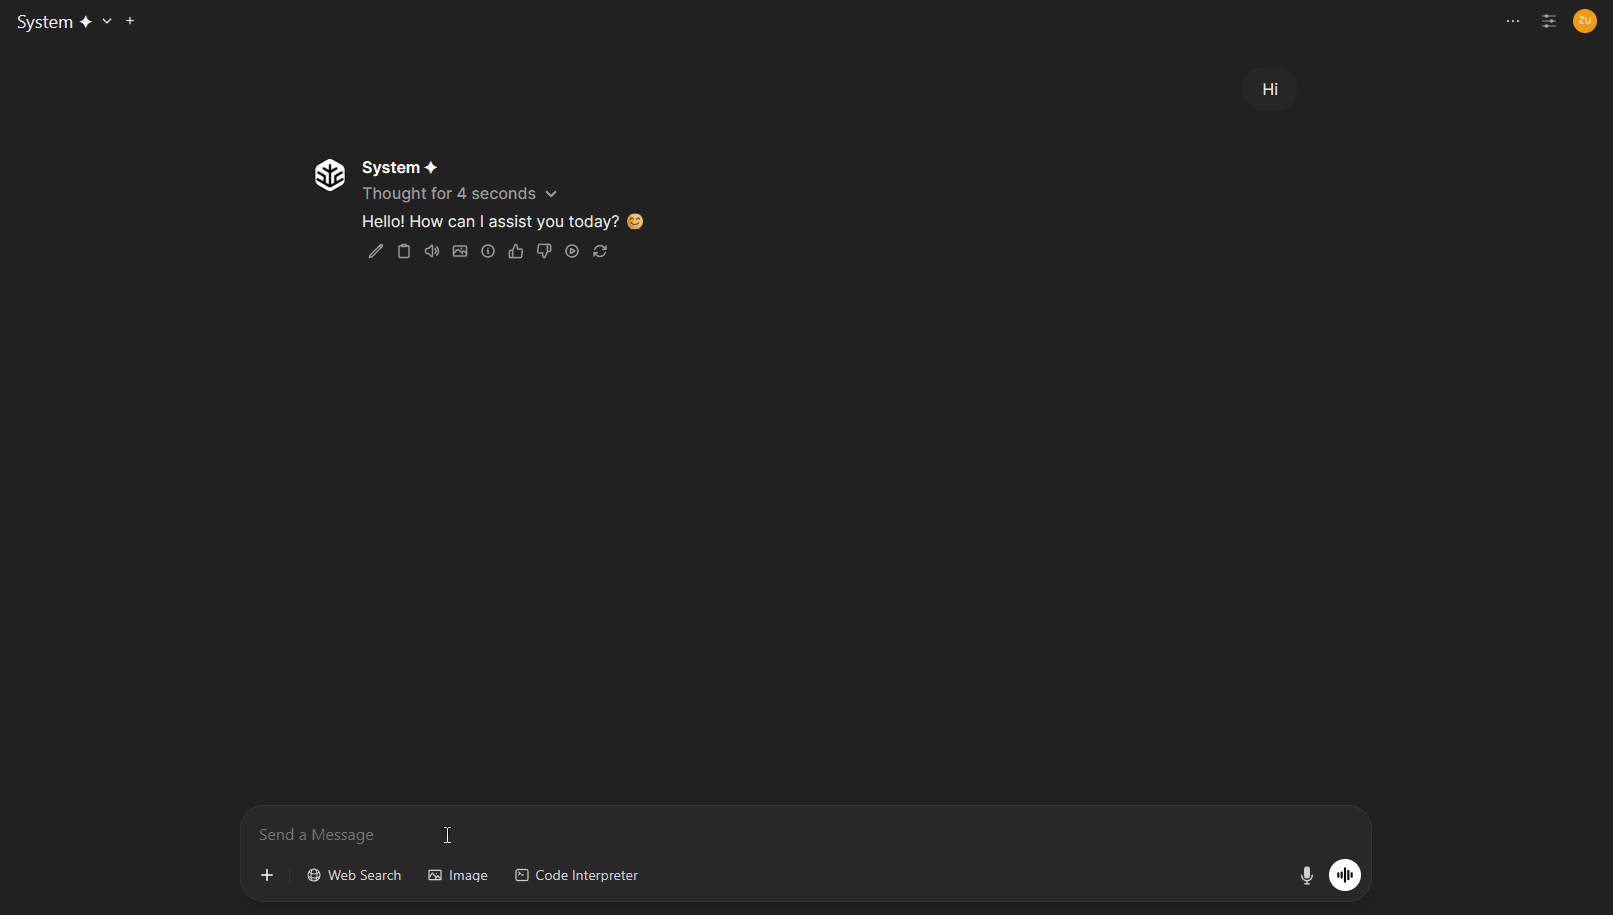 System ✦
ZU
Hi
System ✦
Thought for 4 seconds
Hello! How can I assist you today? 😊
Send a Message
Web Search
Image
Code Interpreter